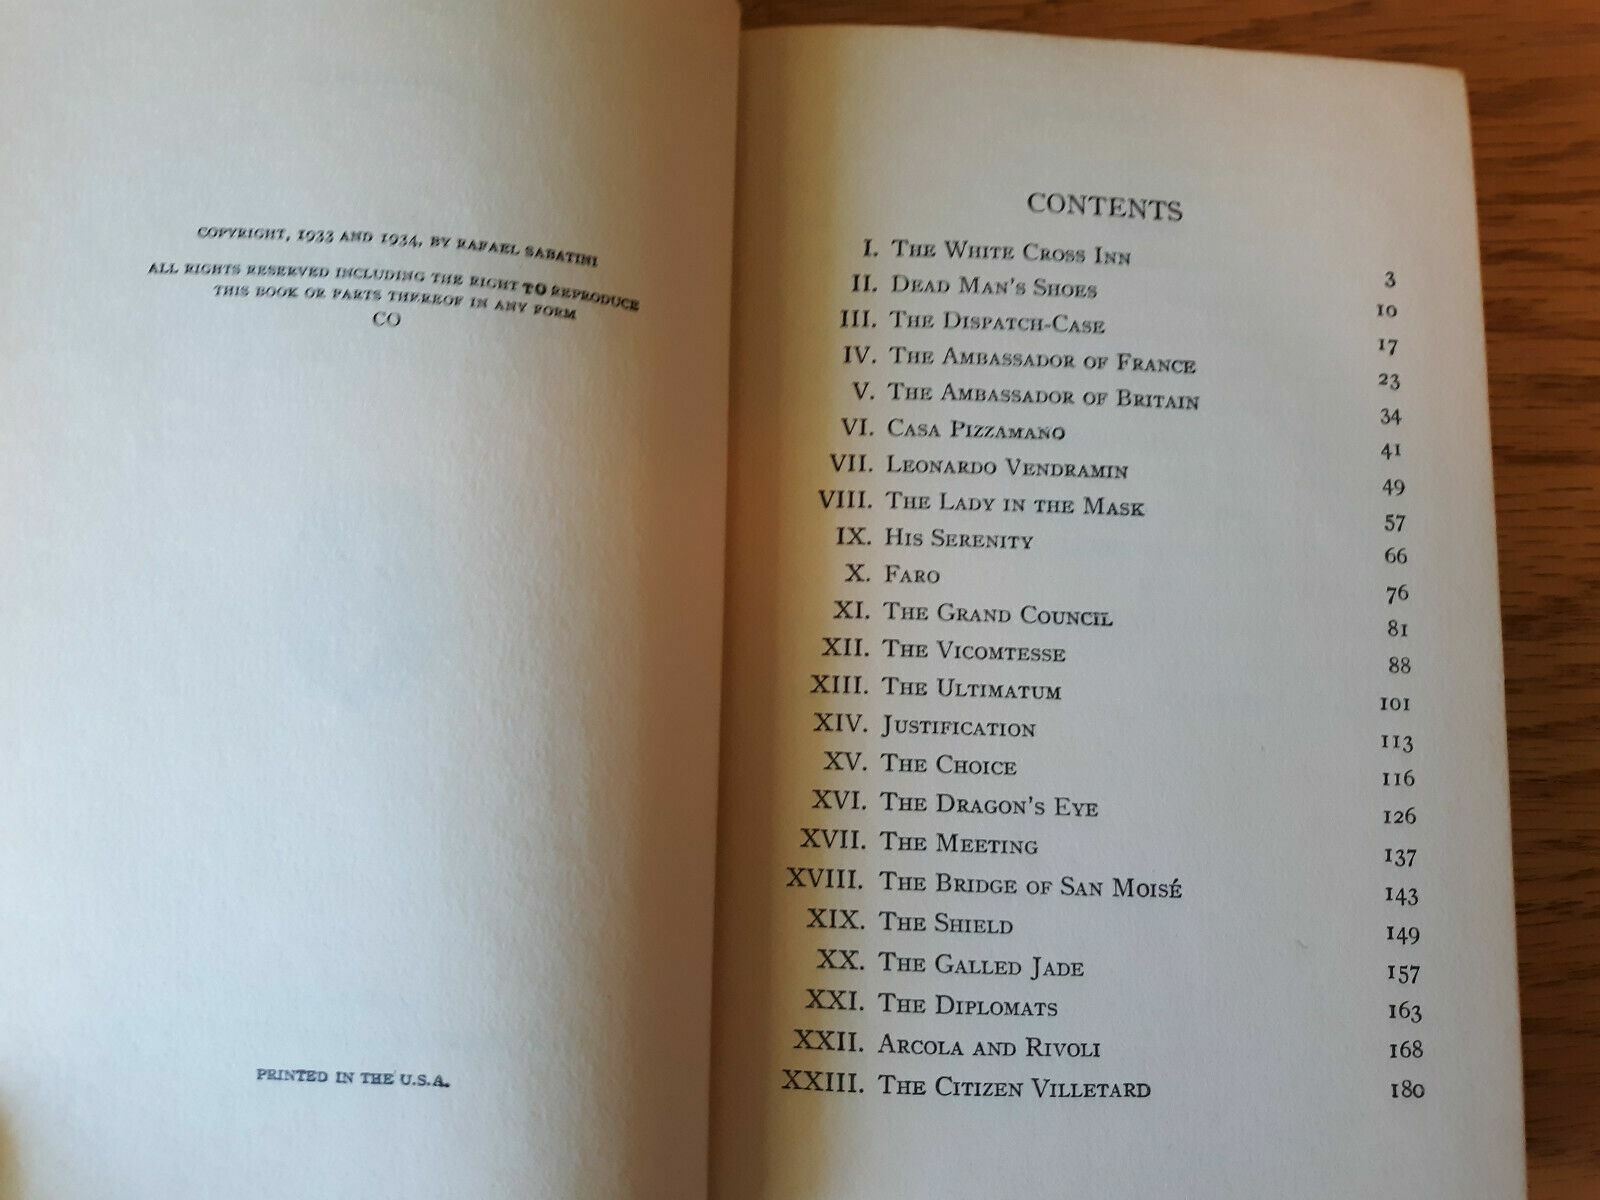 COPYRIGHT, 1933 AND 1934, BY RAFAEL SABATINI
ALL RIGHTS RESERVED INCLUDING THE RIGHT TO REPRODUCE
THIS BOOK OR PARTS THEREOF IN ANY FORM
CO
PRINTED IN THE U.S.A.
CONTENTS
I. THE WHITE CROSS INN 3
II. DEAD MAN'S SHOES 10
III. THE DISPATCH-CASE 17
IV. THE AMBASSADOR OF FRANCE 23
V. THE AMBASSADOR OF BRITAIN 34
VI. CASA PIZZAMANO 41
VII. LEONARDO VENDRAMIN 49
VIII. THE LADY IN THE MASK 57
IX. HIS SERENITY 66
X. FARO 76
XI. THE GRAND COUNCIL 81
XII. THE VICOMTESSE 88
XIII. THE ULTIMATUM 101
XIV. JUSTIFICATION 113
XV. THE CHOICE 116
XVI. THE DRAGON'S EYE 126
XVII. THE MEETING 137
XVIII. THE BRIDGE OF SAN MOISÉ 143
XIX. THE SHIELD 149
XX. THE GALLED JADE 157
XXI. THE DIPLOMATS 163
XXII. ARCOLA AND RIVOLI 168
XXIII. THE CITIZEN VILLETARD 180